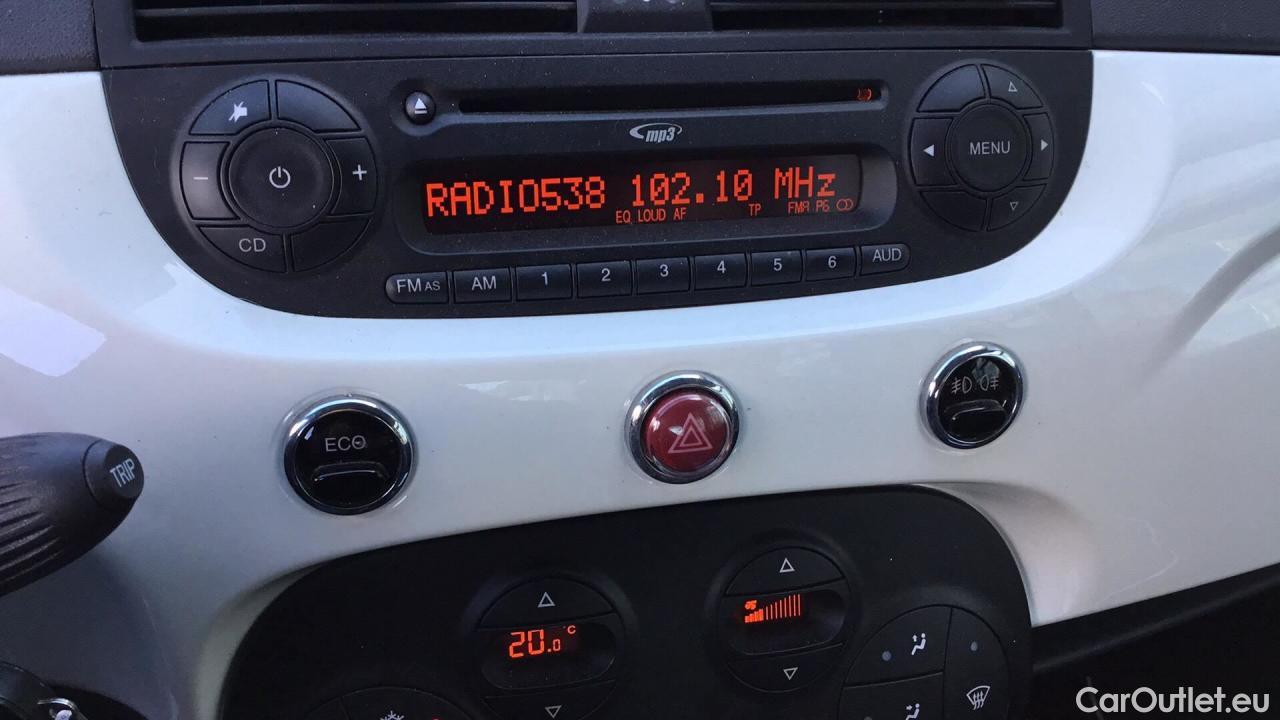 mp3
MENU
RADIO538 102.10 MHz
EQ LOUD AF TP FMA PS
− +
CD
FM AS AM 1 2 3 4 5 6 AUD
ECO
TRIP
20.0 °C
CarOutlet.eu